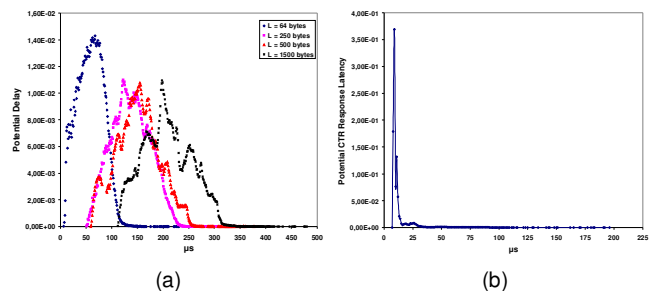 1,60E-02
1,40E-02
1,20E-02
1,00E-02
8,00E-03
6,00E-03
4,00E-03
2,00E-03
0,00E+00
Potential Delay
L = 64 bytes
L = 250 bytes
L = 500 bytes
L = 1500 bytes
0 50 100 150 200 250 300 350 400 450 500
µs
(a)
4,00E-01
3,50E-01
3,00E-01
2,50E-01
2,00E-01
1,50E-01
1,00E-01
5,00E-02
0,00E+00
Potential CTR Response Latency
0 25 50 75 100 125 150 175 200 225
µs
(b)